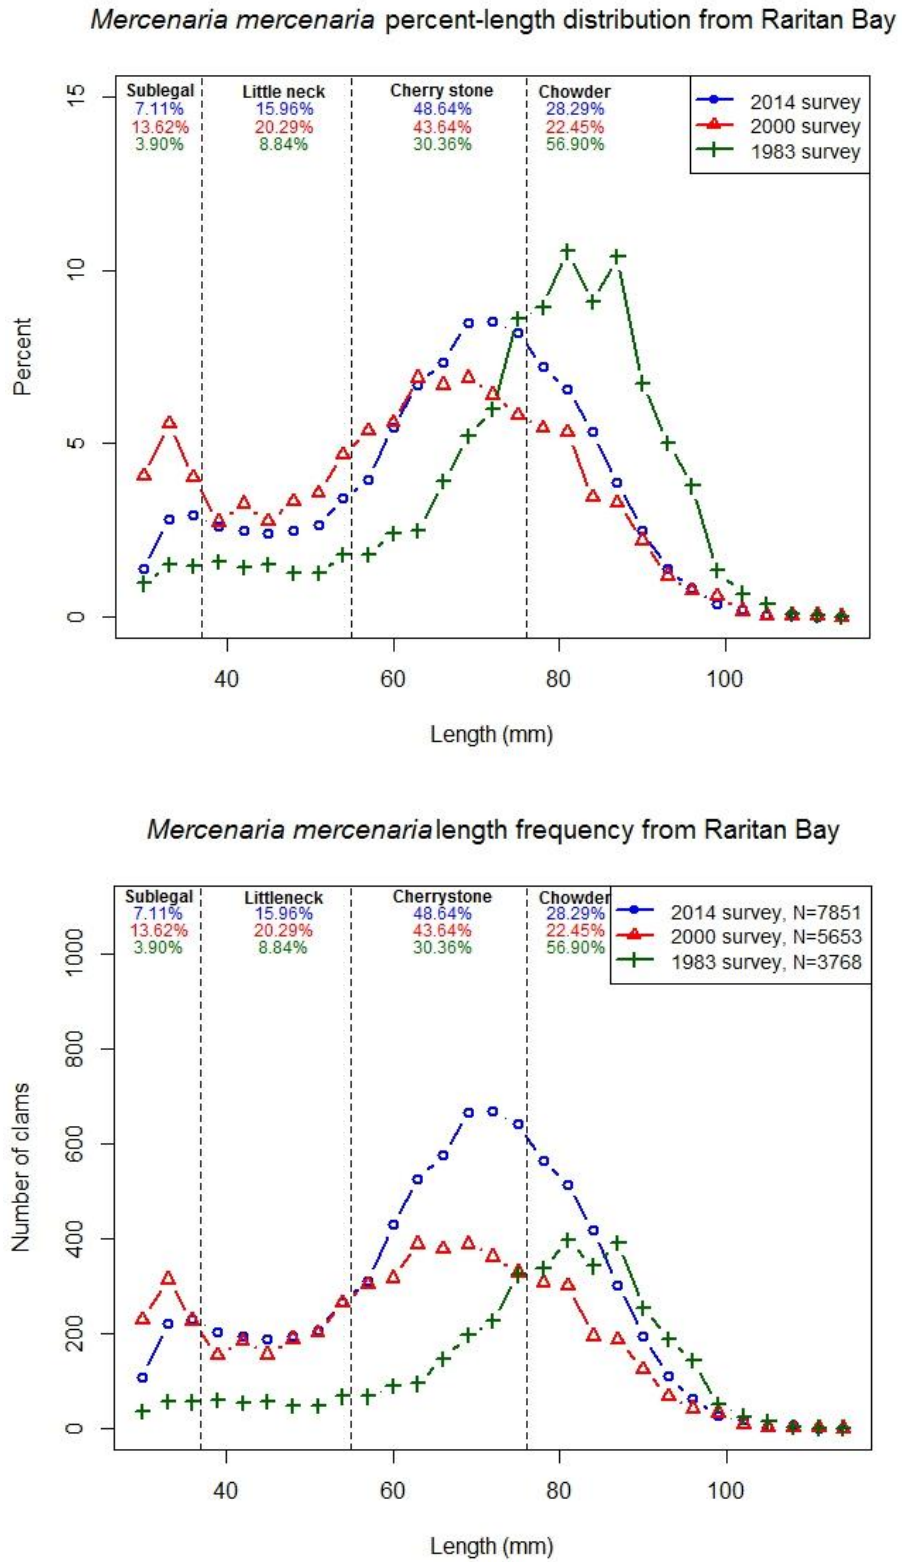 Mercenaria mercenaria percent-length distribution from Raritan Bay
Sublegal Little neck Cherry stone Chowder
7.11% 15.96% 48.64% 28.29%
13.62% 20.29% 43.64% 22.45%
3.90% 8.84% 30.36% 56.90%
2014 survey
2000 survey
1983 survey
15
10
5
0
Percent
40 60 80 100
Length (mm)
Mercenaria mercenaria length frequency from Raritan Bay
Sublegal Littleneck Cherrystone Chowder
7.11% 15.96% 48.64% 28.29%
13.62% 20.29% 43.64% 22.45%
3.90% 8.84% 30.36% 56.90%
2014 survey, N=7851
2000 survey, N=5653
1983 survey, N=3768
1000
800
600
400
200
0
Number of clams
40 60 80 100
Length (mm)